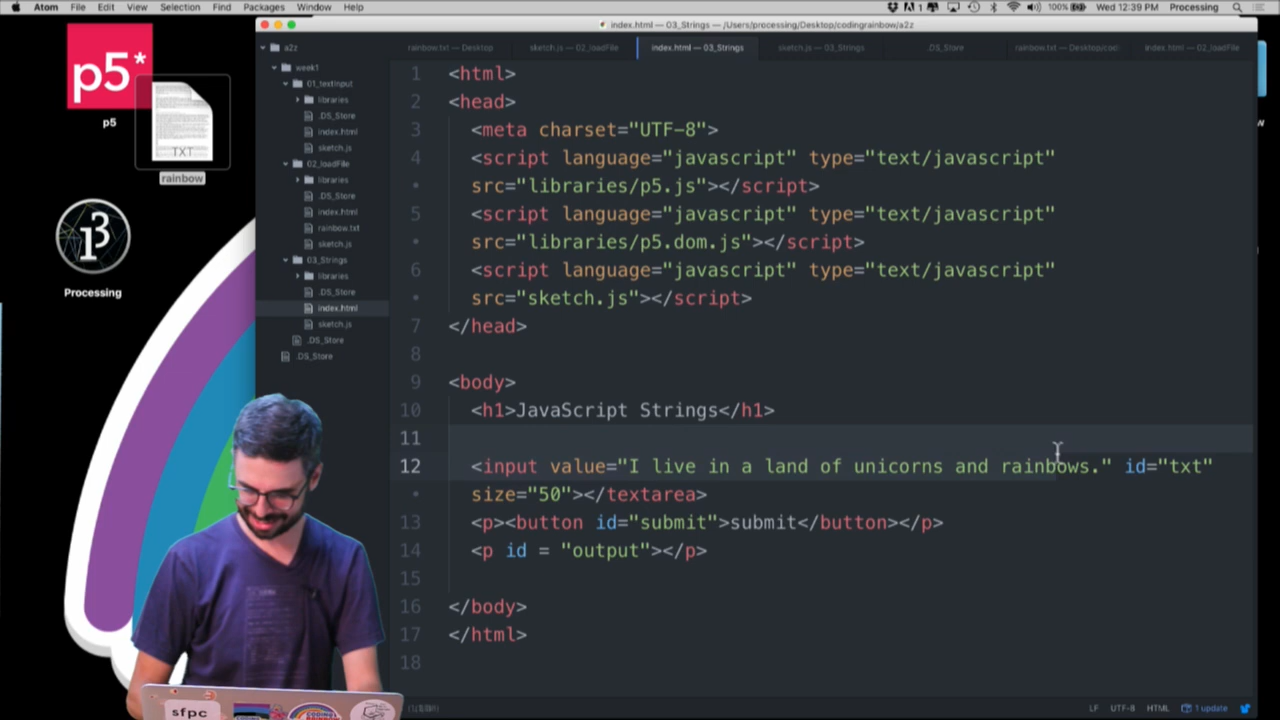 Atom File Edit View Selection Find Packages Window Help
1 100% Wed 12:39 PM Processing
index.html — 03_Strings — /Users/processing/Desktop/codingrainbow/a2z
a2z
week1
01_textInput
libraries
.DS_Store
index.html
sketch.js
02_loadFile
libraries
.DS_Store
index.html
rainbow.txt
sketch.js
03_Strings
libraries
.DS_Store
index.html
sketch.js
.DS_Store
.DS_Store
rainbow.txt — Desktop
sketch.js — 02_loadFile
index.html — 03_Strings
sketch.js — 03_Strings
.DS_Store
rainbow.txt — Desktop/codi
index.html — 02_loadFile
1 <html>
2 <head>
3 <meta charset="UTF-8">
4 <script language="javascript" type="text/javascript"
• src="libraries/p5.js"></script>
5 <script language="javascript" type="text/javascript"
• src="libraries/p5.dom.js"></script>
6 <script language="javascript" type="text/javascript"
• src="sketch.js"></script>
7 </head>
8
9 <body>
10 <h1>JavaScript Strings</h1>
11
12 <input value="I live in a land of unicorns and rainbows." id="txt"
• size="50"></textarea>
13 <p><button id="submit">submit</button></p>
14 <p id = "output"></p>
15
16 </body>
17 </html>
18
LF UTF-8 HTML 1 update
p5*
p5
TXT
rainbow
Processing
sfpc